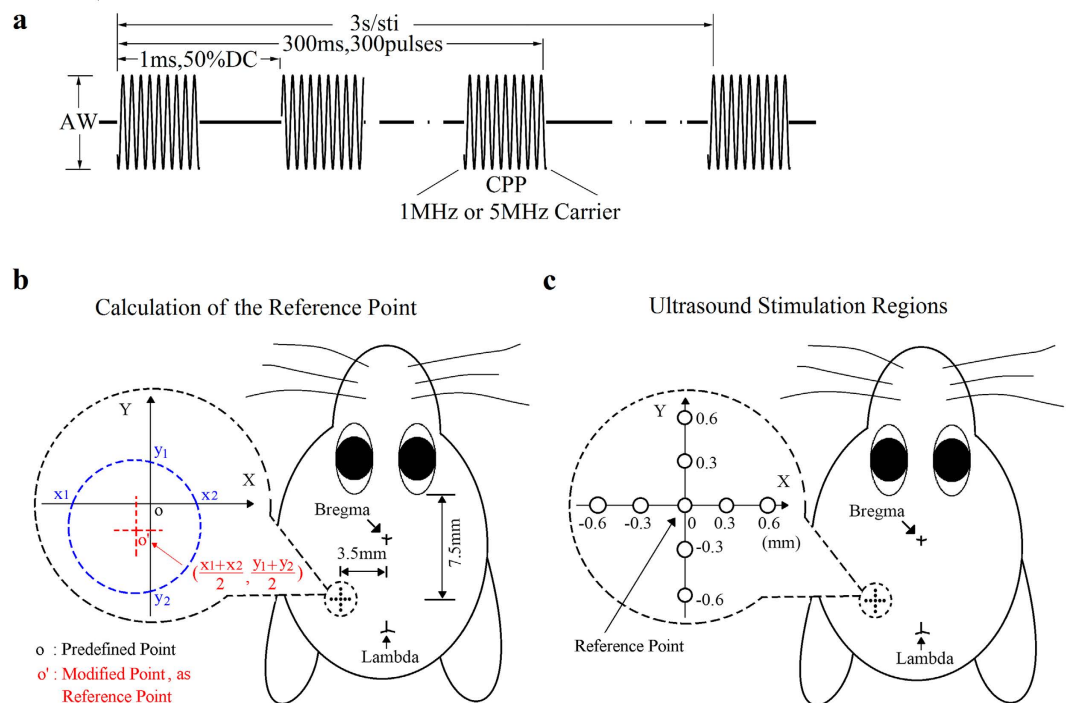 a
3s/sti
300ms,300pulses
1ms,50%DC
AW
CPP
1MHz or 5MHz Carrier
b
Calculation of the Reference Point
Y
y1
x1
x2
X
o
o'
(x1+x2/2, y1+y2/2)
y2
Bregma
3.5mm
7.5mm
Lambda
o : Predefined Point
o' : Modified Point, as
Reference Point
c
Ultrasound Stimulation Regions
Y
0.6
0.3
X
-0.6
-0.3
0
0.3
0.6
(mm)
-0.3
-0.6
Reference Point
Bregma
Lambda